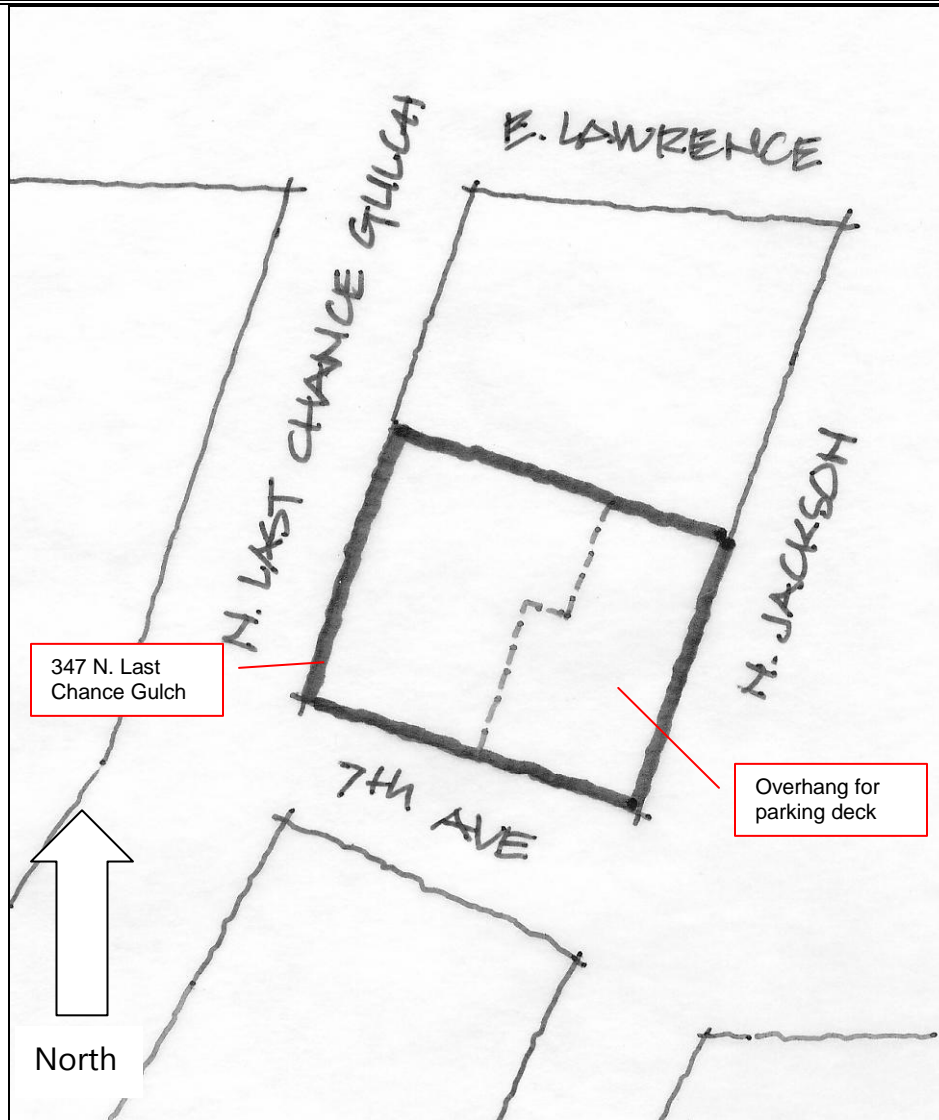 E. LAWRENCE
N. LAST CHANCE GULCH
N. JACKSON
347 N. Last
Chance Gulch
7TH AVE
Overhang for
parking deck
North